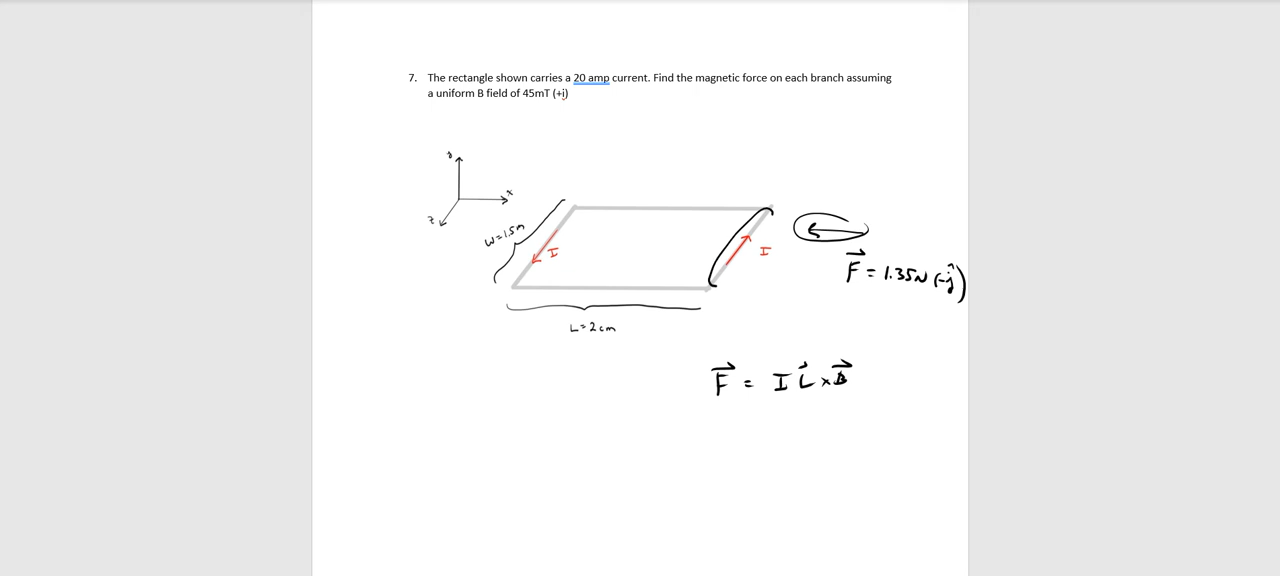 7. The rectangle shown carries a 20 amp current. Find the magnetic force on each branch assuming
a uniform B field of 45mT (+i)
y
x
z
W=1.5m
I
I
F⃗ = 1.35N (-ĵ)
L=2cm
F⃗ = I L⃗ x B⃗